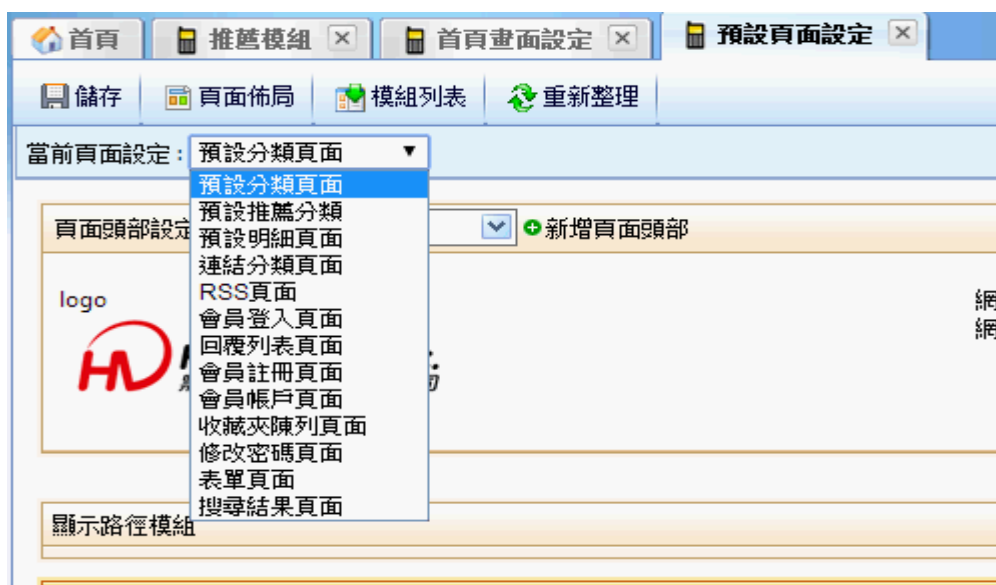 首頁 推薦模組 首頁畫面設定 預設頁面設定
儲存 頁面佈局 模組列表 重新整理
當前頁面設定： 預設分類頁面
預設分類頁面
預設推薦分類
預設明細頁面
連結分類頁面
RSS頁面
會員登入頁面
回覆列表頁面
會員註冊頁面
會員帳戶頁面
收藏夾陳列頁面
修改密碼頁面
表單頁面
搜尋結果頁面
頁面頭部設定 新增頁面頭部
logo 網
網
顯示路徑模組